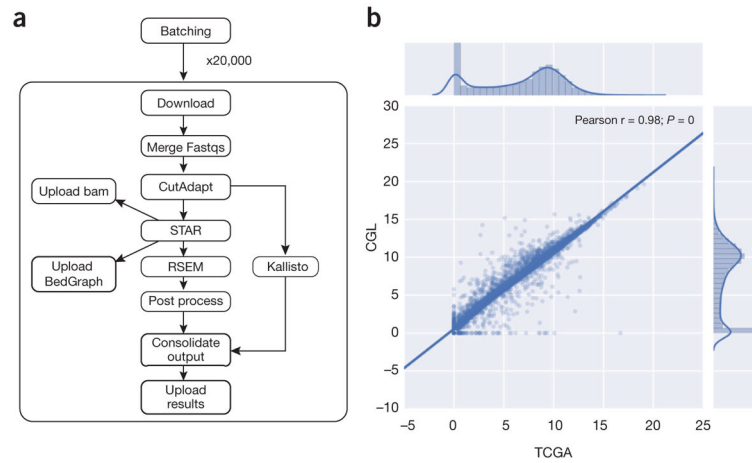 a
Batching
x20,000
Download
Merge Fastqs
CutAdapt
Upload bam
STAR
Upload
BedGraph
RSEM
Kallisto
Post process
Consolidate
output
Upload
results
b
Pearson r = 0.98; P = 0
30
25
20
15
10
5
0
−5
−10
CGL
−5
0
5
10
15
20
25
TCGA